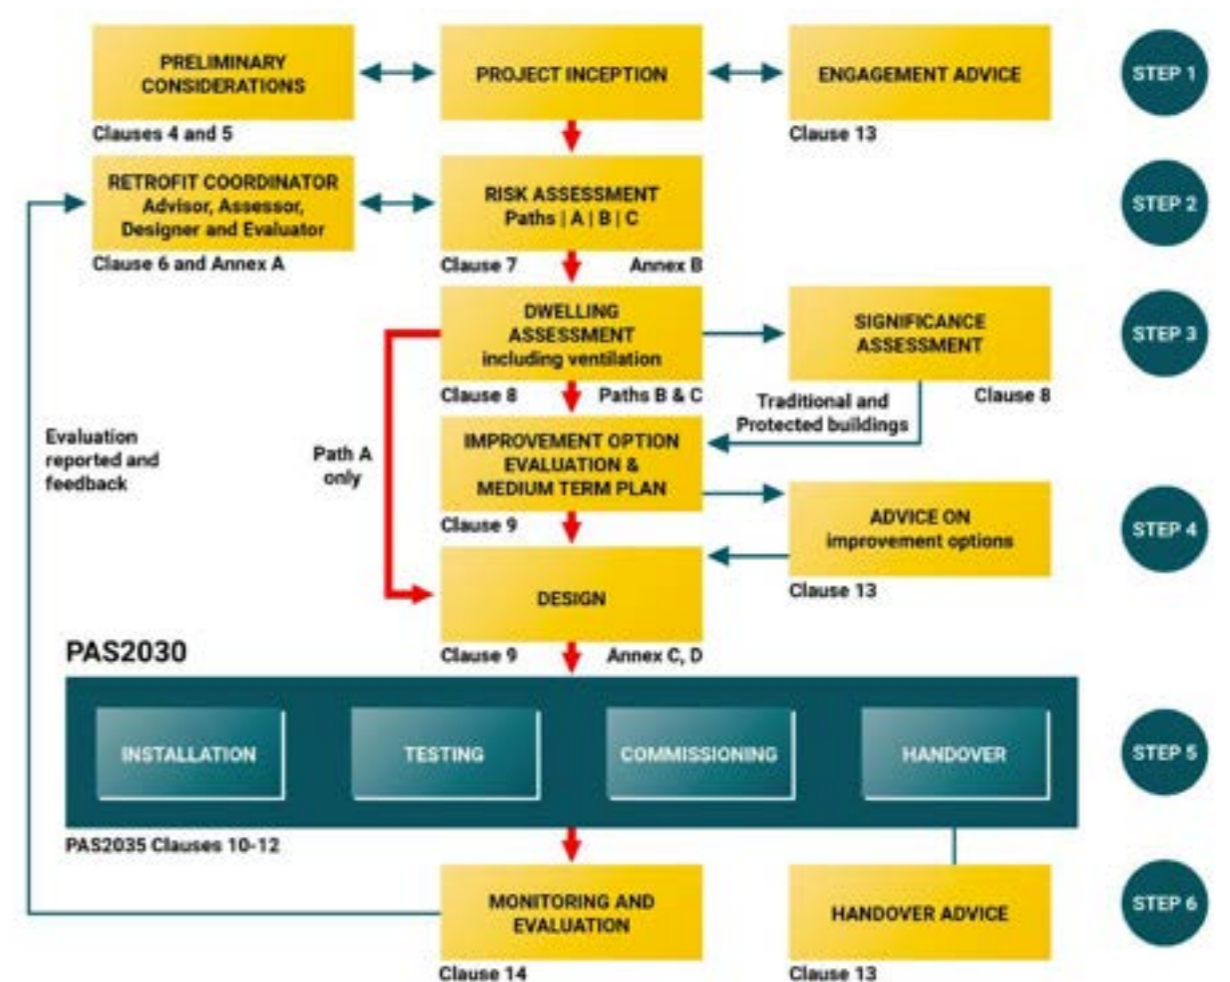 PRELIMINARY
CONSIDERATIONS
PROJECT INCEPTION
ENGAGEMENT ADVICE
STEP 1
Clauses 4 and 5
Clause 13
RETROFIT COORDINATOR
Advisor, Assessor,
Designer and Evaluator
RISK ASSESSMENT
Paths | A | B | C
STEP 2
Clause 6 and Annex A
Clause 7
Annex B
DWELLING
ASSESSMENT
including ventilation
SIGNIFICANCE
ASSESSMENT
STEP 3
Clause 8
Paths B & C
Clause 8
Traditional and
Protected buildings
Evaluation
reported and
feedback
Path A
only
IMPROVEMENT OPTION
EVALUATION &
MEDIUM TERM PLAN
Clause 9
ADVICE ON
improvement options
STEP 4
Clause 13
DESIGN
Clause 9
Annex C, D
PAS2030
INSTALLATION
TESTING
COMMISSIONING
HANDOVER
STEP 5
PAS2035 Clauses 10-12
MONITORING AND
EVALUATION
HANDOVER ADVICE
STEP 6
Clause 14
Clause 13